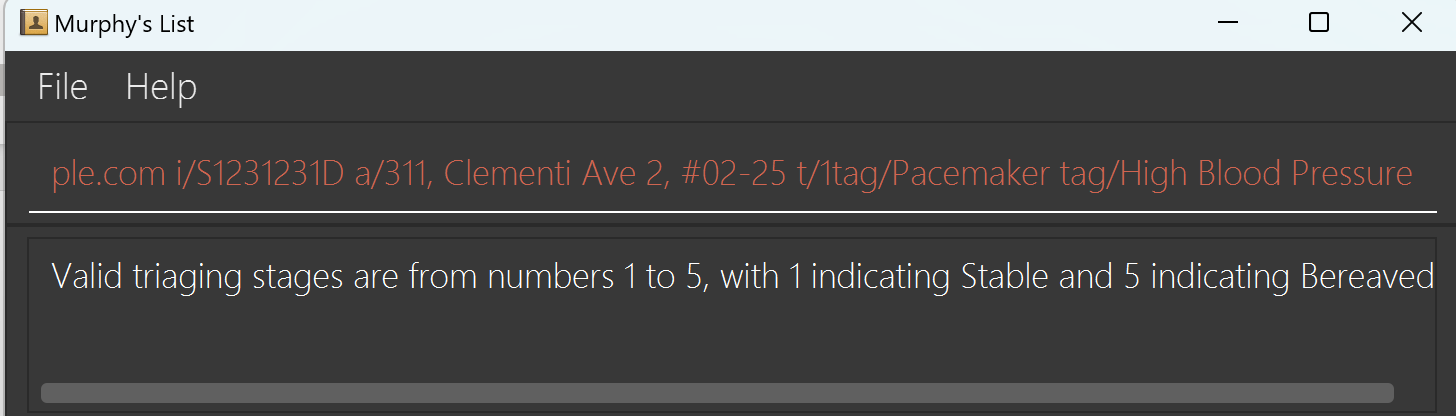 Murphy's List
File Help
ple.com i/S1231231D a/311, Clementi Ave 2, #02-25 t/1tag/Pacemaker tag/High Blood Pressure
Valid triaging stages are from numbers 1 to 5, with 1 indicating Stable and 5 indicating Bereaved